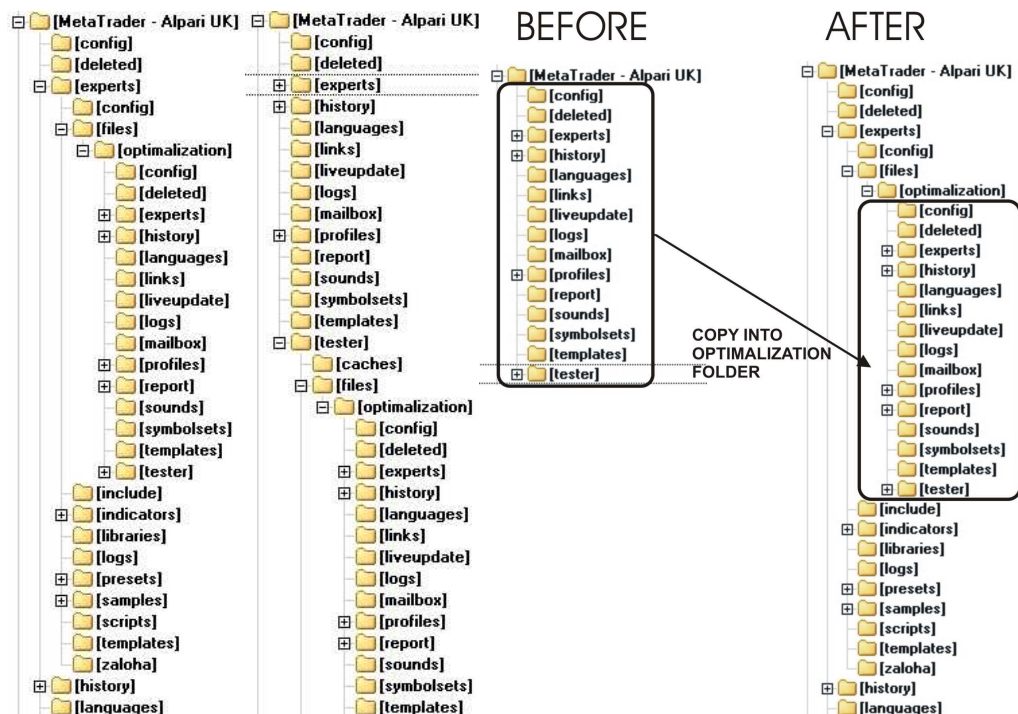 [MetaTrader - Alpari UK]
[config]
[deleted]
[experts]
[config]
[files]
[optimalization]
[config]
[deleted]
[experts]
[history]
[languages]
[links]
[liveupdate]
[logs]
[mailbox]
[profiles]
[report]
[sounds]
[symbolsets]
[templates]
[tester]
[include]
[indicators]
[libraries]
[logs]
[presets]
[samples]
[scripts]
[templates]
[zaloha]
[history]
[languages]
[MetaTrader - Alpari UK]
[config]
[deleted]
[experts]
[history]
[languages]
[links]
[liveupdate]
[logs]
[mailbox]
[profiles]
[report]
[sounds]
[symbolsets]
[templates]
[tester]
[caches]
[files]
[optimalization]
[config]
[deleted]
[experts]
[history]
[languages]
[links]
[liveupdate]
[logs]
[mailbox]
[profiles]
[report]
[sounds]
[symbolsets]
[templates]
BEFORE
[MetaTrader - Alpari UK]
[config]
[deleted]
[experts]
[history]
[languages]
[links]
[liveupdate]
[logs]
[mailbox]
[profiles]
[report]
[sounds]
[symbolsets]
[templates]
[tester]
COPY INTO
OPTIMALIZATION
FOLDER
AFTER
[MetaTrader - Alpari UK]
[config]
[deleted]
[experts]
[config]
[files]
[optimalization]
[config]
[deleted]
[experts]
[history]
[languages]
[links]
[liveupdate]
[logs]
[mailbox]
[profiles]
[report]
[sounds]
[symbolsets]
[templates]
[tester]
[include]
[indicators]
[libraries]
[logs]
[presets]
[samples]
[scripts]
[templates]
[zaloha]
[history]
[languages]